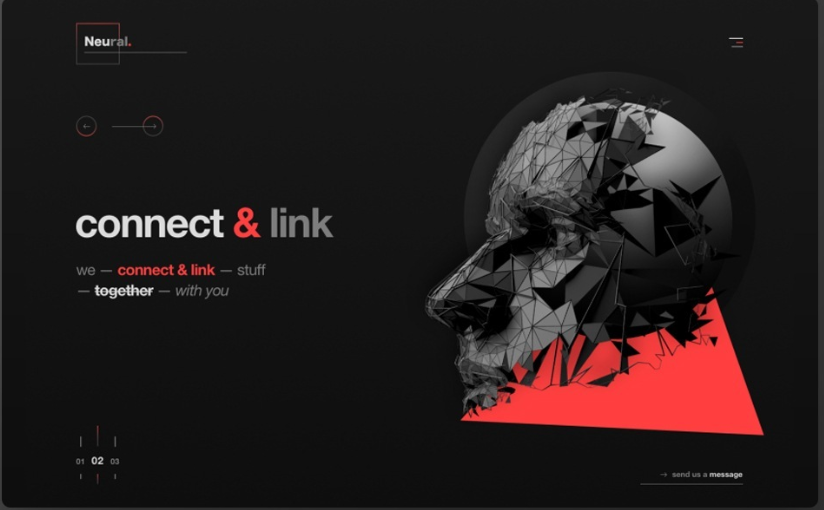 Neural.
connect & link
we — connect & link — stuff
— together — with you
01 02 03
→ send us a message